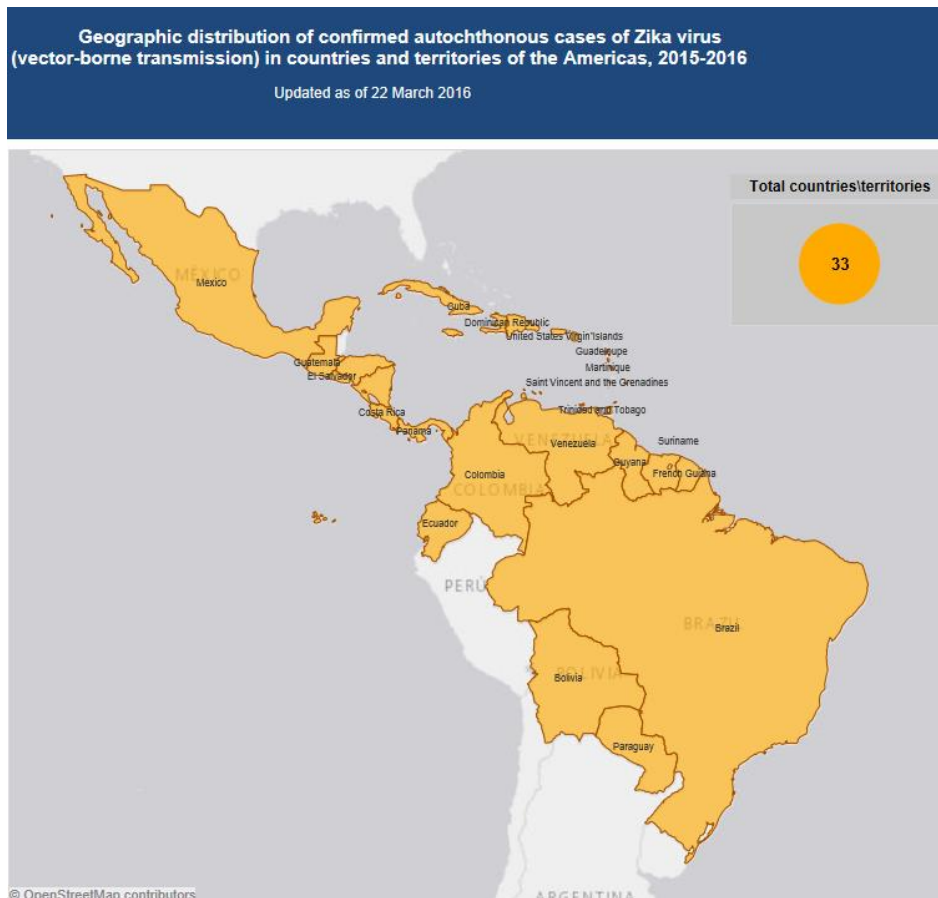 Geographic distribution of confirmed autochthonous cases of Zika virus
(vector-borne transmission) in countries and territories of the Americas, 2015-2016
Updated as of 22 March 2016
Total countries\territories
33
MÉXICO
Mexico
Cuba
Dominican Republic
United States Virgin Islands
Guadeloupe
Martinique
Saint Vincent and the Grenadines
Trinidad and Tobago
Guatemala
El Salvador
Costa Rica
Panama
VENEZUELA
Venezuela
Suriname
Guyana
French Guiana
Colombia
COLOMBIA
Ecuador
PERÚ
BRAZIL
Brazil
BOLIVIA
Bolivia
Paraguay
ARGENTINA
© OpenStreetMap contributors